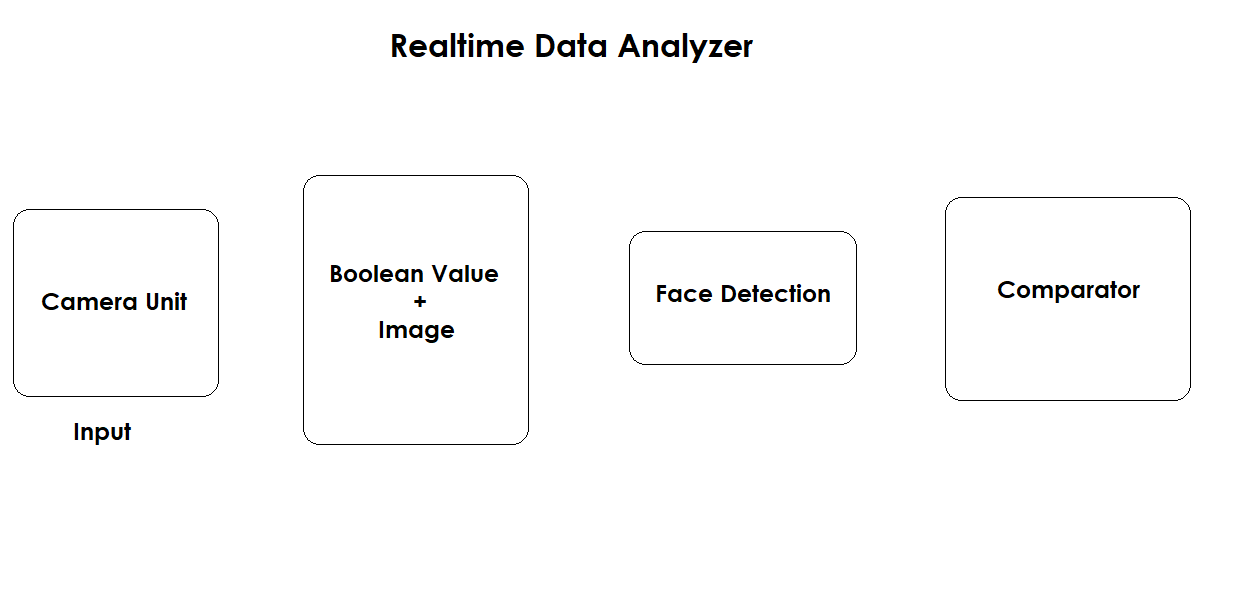 Realtime Data Analyzer
Camera Unit
Input
Boolean Value
+
Image
Face Detection
Comparator